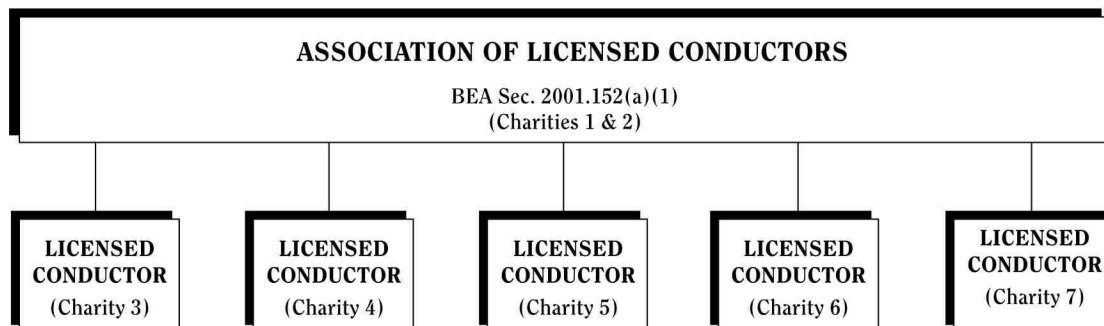 ASSOCIATION OF LICENSED CONDUCTORS
BEA Sec. 2001.152(a)(1)
(Charities 1 & 2)
LICENSED
CONDUCTOR
(Charity 3)
LICENSED
CONDUCTOR
(Charity 4)
LICENSED
CONDUCTOR
(Charity 5)
LICENSED
CONDUCTOR
(Charity 6)
LICENSED
CONDUCTOR
(Charity 7)